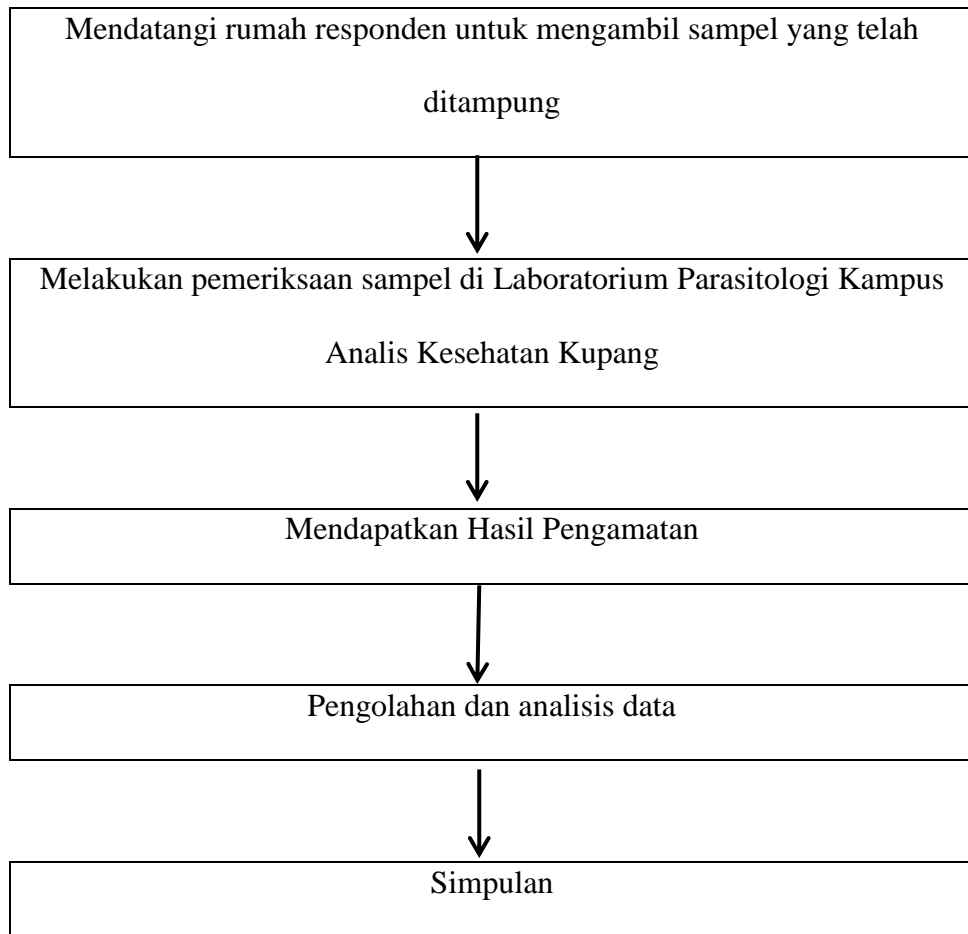 Mendatangi rumah responden untuk mengambil sampel yang telah
ditampung
Melakukan pemeriksaan sampel di Laboratorium Parasitologi Kampus
Analis Kesehatan Kupang
Mendapatkan Hasil Pengamatan
Pengolahan dan analisis data
Simpulan